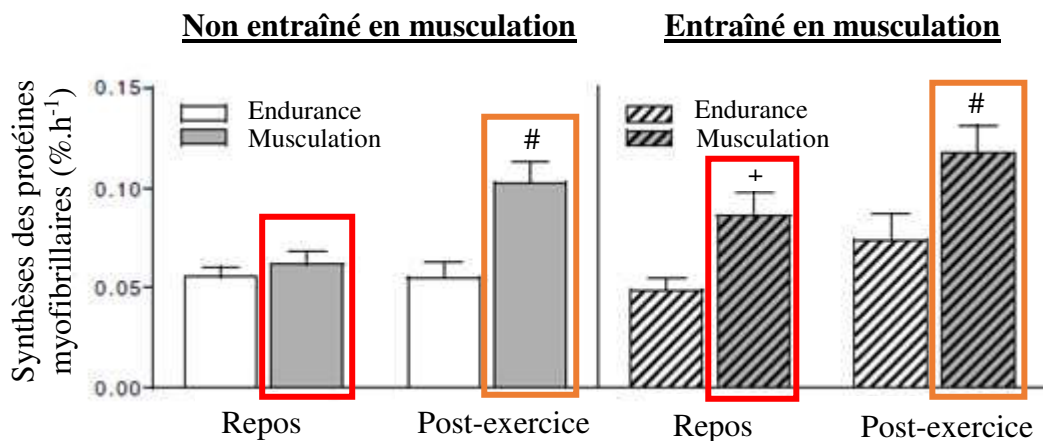 Non entraîné en musculation
Entraîné en musculation
Synthèses des protéines
myofibrillaires (%.h⁻¹)
0.15
0.10
0.05
0.00
Endurance
Musculation
#
Endurance
Musculation
+
#
Repos
Post-exercice
Repos
Post-exercice